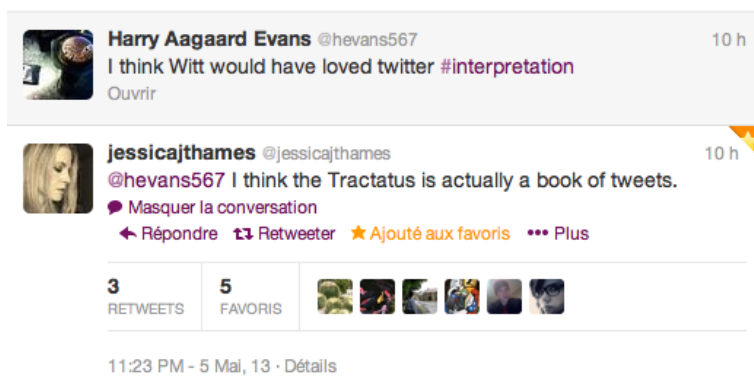 Harry Aagaard Evans @hevans567 10 h
I think Witt would have loved twitter #interpretation
Ouvrir
jessicajthames @jessicajthames 10 h
@hevans567 I think the Tractatus is actually a book of tweets.
Masquer la conversation
Répondre Retweeter Ajouté aux favoris Plus
3 5
RETWEETS FAVORIS
11:23 PM - 5 Mai, 13 · Détails